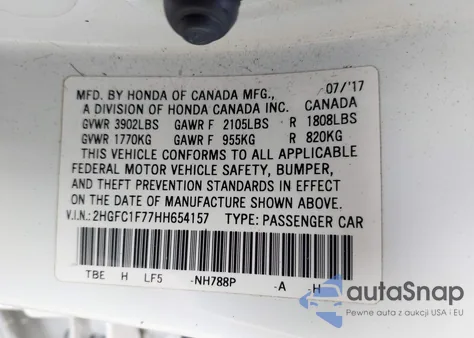 MFD. BY HONDA OF CANADA MFG., 07/'17
A DIVISION OF HONDA CANADA INC. CANADA
GVWR 3902LBS GAWR F 2105LBS R 1808LBS
GVWR 1770KG GAWR F 955KG R 820KG
THIS VEHICLE CONFORMS TO ALL APPLICABLE
FEDERAL MOTOR VEHICLE SAFETY, BUMPER,
AND THEFT PREVENTION STANDARDS IN EFFECT
ON THE DATE OF MANUFACTURE SHOWN ABOVE.
V.I.N.: 2HGFC1F77HH654157 TYPE: PASSENGER CAR
TBE H LF5 -NH788P -A -H
autaSnap
Pewne auta z aukcji USA i EU